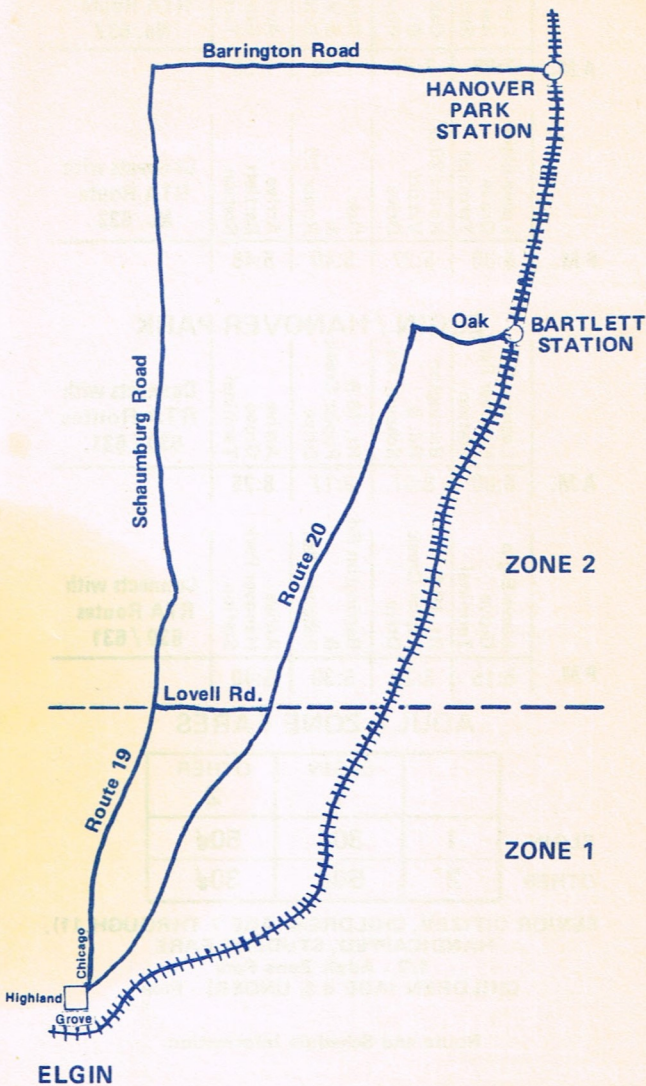 Barrington Road
HANOVER
PARK
STATION
Oak
BARTLETT
STATION
Schaumburg Road
Route 20
ZONE 2
Lovell Rd.
Route 19
ZONE 1
Chicago
Highland
Grove
ELGIN